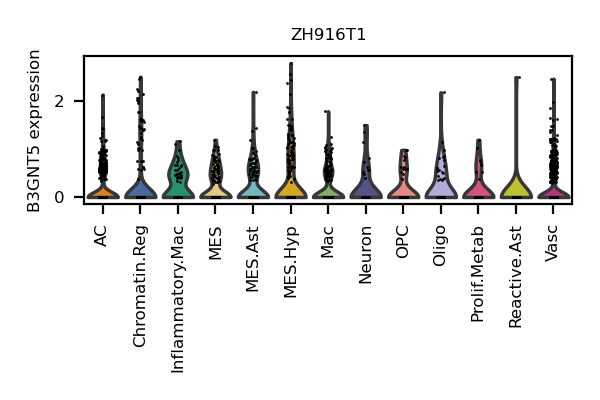 ZH916T1
B3GNT5 expression
2
0
AC
Chromatin.Reg
Inflammatory.Mac
MES
MES.Ast
MES.Hyp
Mac
Neuron
OPC
Oligo
Prolif.Metab
Reactive.Ast
Vasc